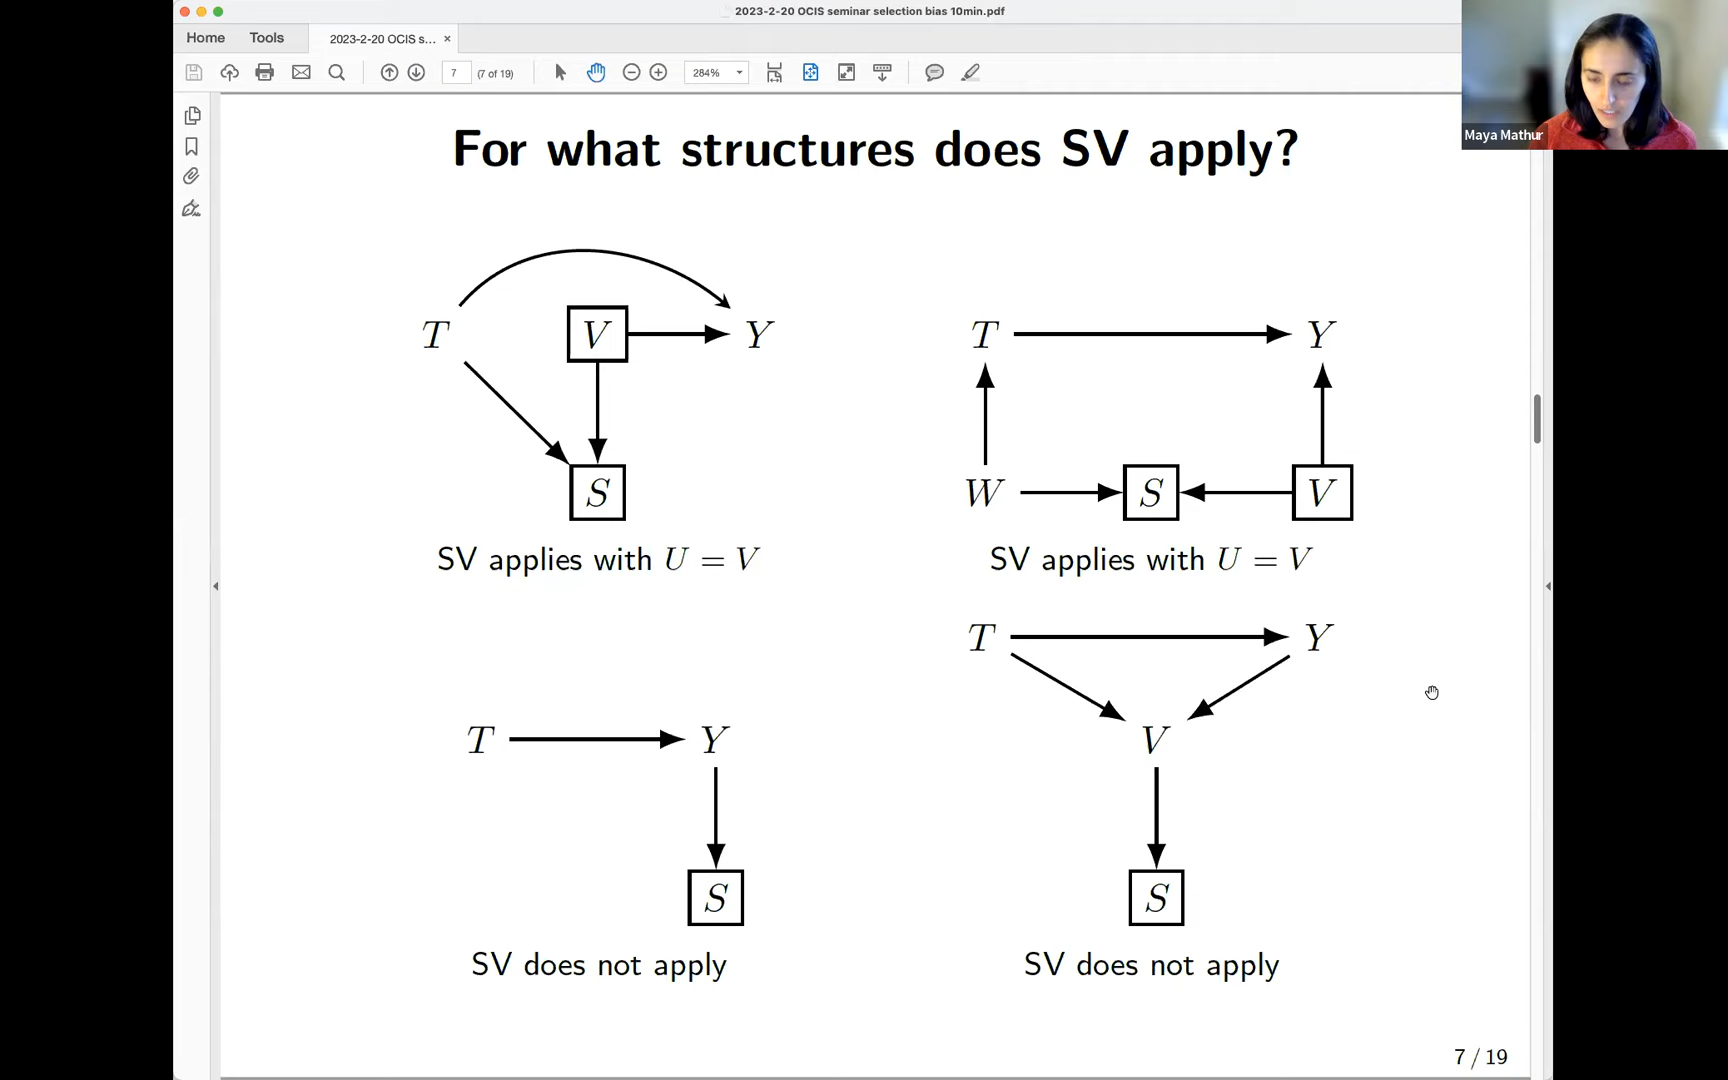 2023-2-20 OCIS seminar selection bias 10min.pdf
Home Tools 2023-2-20 OCIS s... ×
7 (7 of 19) 284%
Maya Mathur
For what structures does SV apply?
T V Y
S
SV applies with U = V
T Y
W S V
SV applies with U = V
T Y
S
SV does not apply
T Y
V
S
SV does not apply
7 / 19